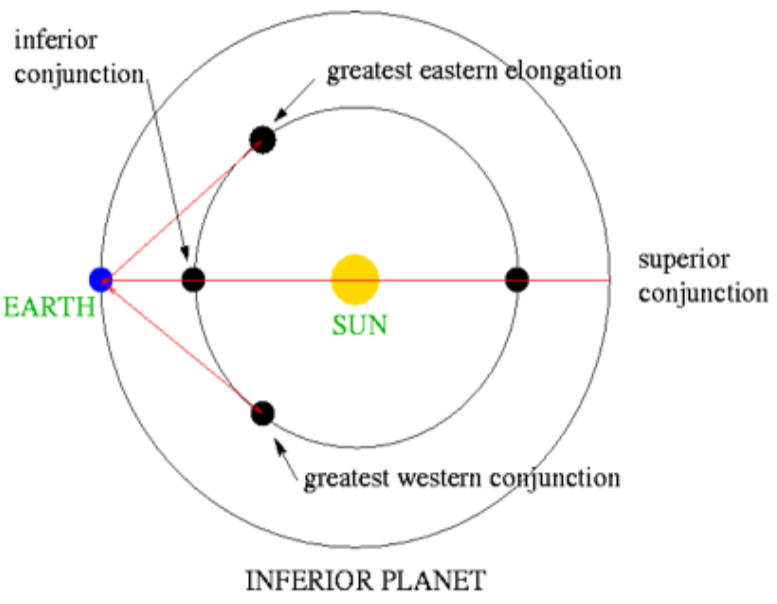 inferior
conjunction
greatest eastern elongation
superior
conjunction
EARTH
SUN
greatest western conjunction
INFERIOR PLANET